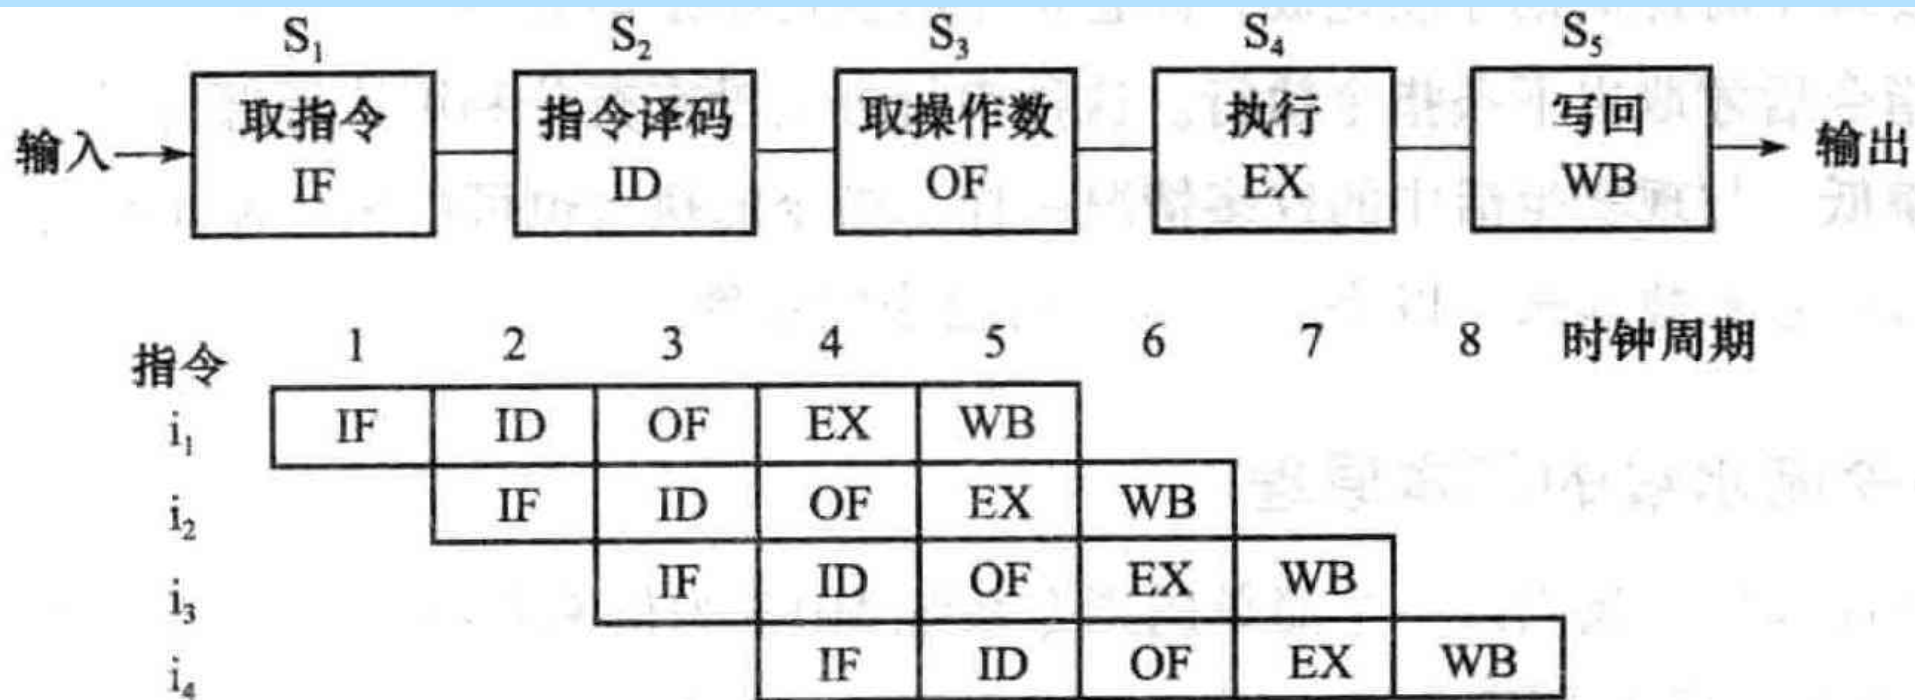 S₁ S₂ S₃ S₄ S₅
取指令 指令译码 取操作数 执行 写回
输入 输出
IF ID OF EX WB
指令 1 2 3 4 5 6 7 8 时钟周期
i₁ IF ID OF EX WB
i₂ IF ID OF EX WB
i₃ IF ID OF EX WB
i₄ IF ID OF EX WB